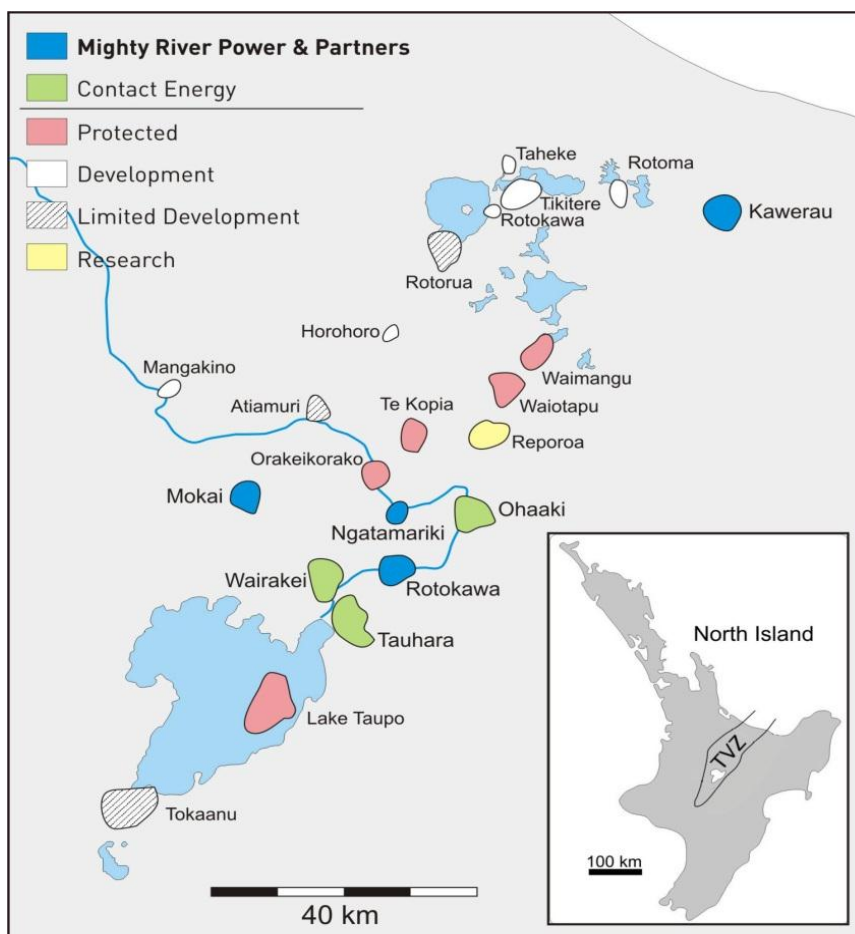 Mighty River Power & Partners
Contact Energy
Protected
Development
Limited Development
Research
Taheke
Rotoma
Tikitere
Rotokawa
Kawerau
Rotorua
Horohoro
Waimangu
Mangakino
Waiotapu
Te Kopia
Atiamuri
Reporoa
Orakeikorako
Mokai
Ohaaki
Ngatamariki
Wairakei
Rotokawa
Tauhara
North Island
Lake Taupo
TVZ
Tokaanu
100 km
40 km